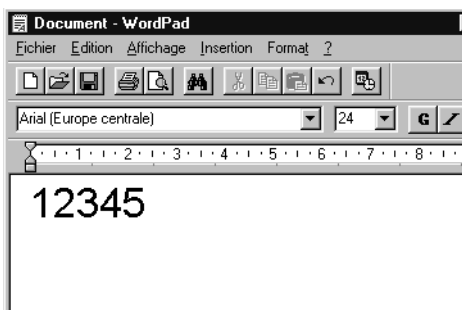 Document - WordPad
Fichier Edition Affichage Insertion Format ?
Arial (Europe centrale) 24 G I
1 2 3 4 5 6 7 8
12345